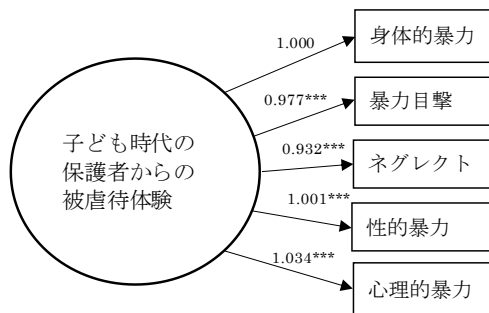 1.000
身体的暴力
0.977***
暴力目撃
子ども時代の
保護者からの
被虐待体験
0.932***
ネグレクト
1.001***
性的暴力
1.034***
心理的暴力